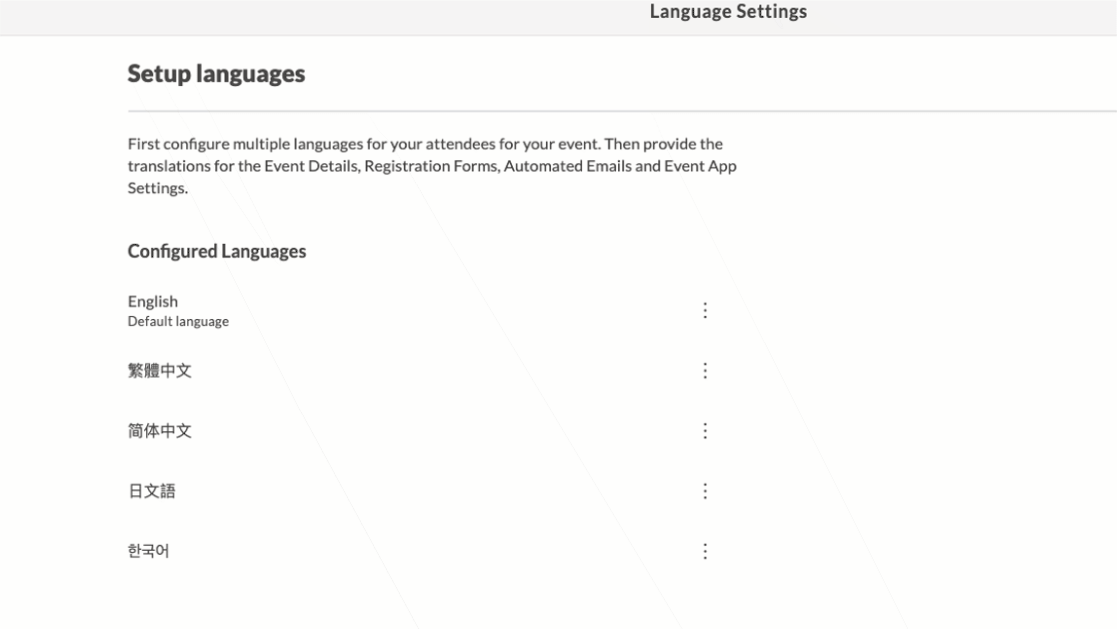 Language Settings
Setup languages
First configure multiple languages for your attendees for your event. Then provide the
translations for the Event Details, Registration Forms, Automated Emails and Event App
Settings.
Configured Languages
English
Default language
繁體中文
简体中文
日文語
한국어